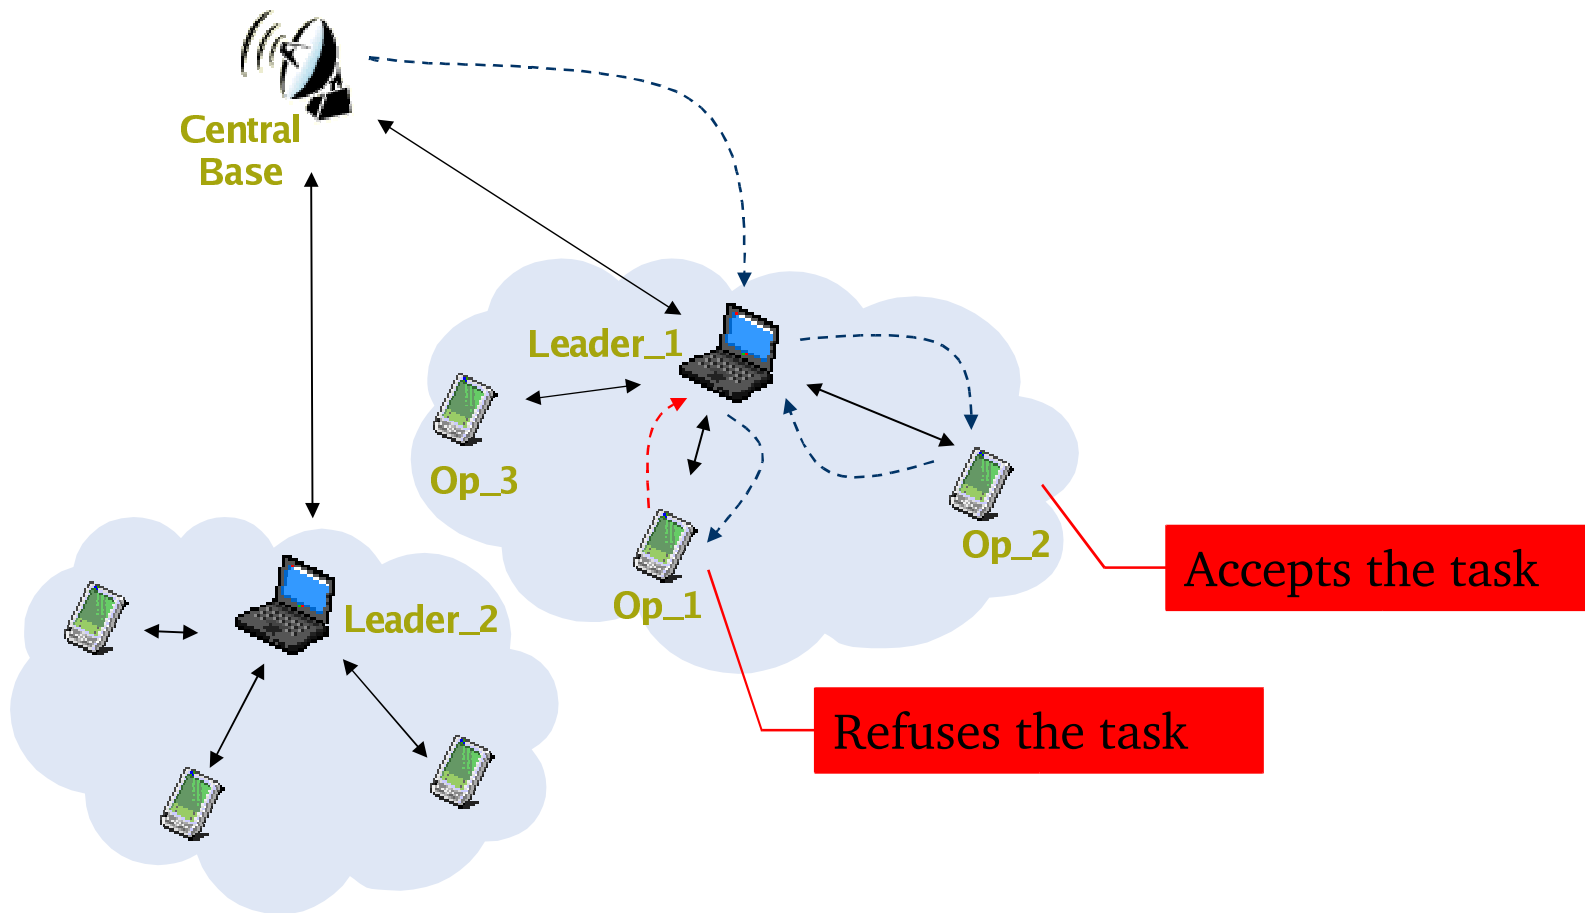 Central
Base
Leader_1
Op_3
Op_2
Accepts the task
Op_1
Leader_2
Refuses the task